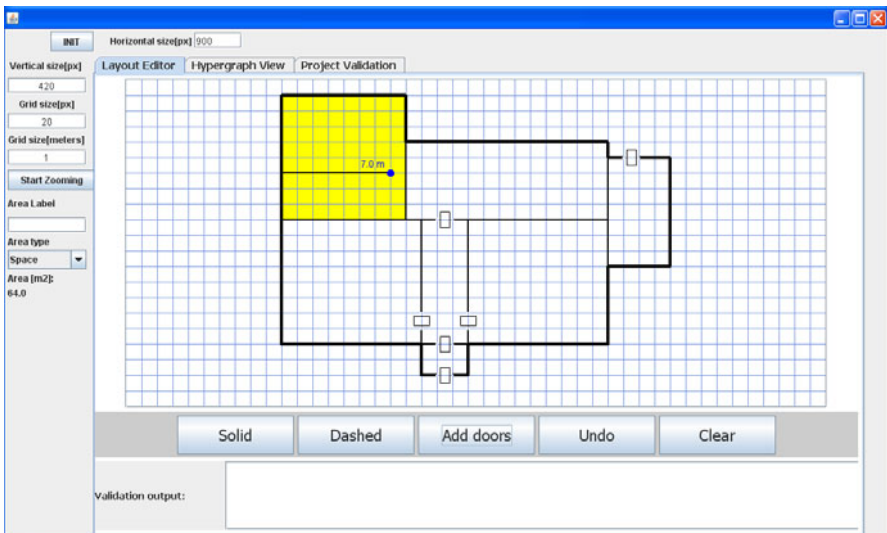 INIT
Horizontal size[px] 900
Vertical size[px]
420
Grid size[px]
20
Grid size[meters]
1
Start Zooming
Area Label
Area type
Space
Area [m2]:
64.0
Layout Editor Hypergraph View Project Validation
7.0 m
Solid Dashed Add doors Undo Clear
Validation output: